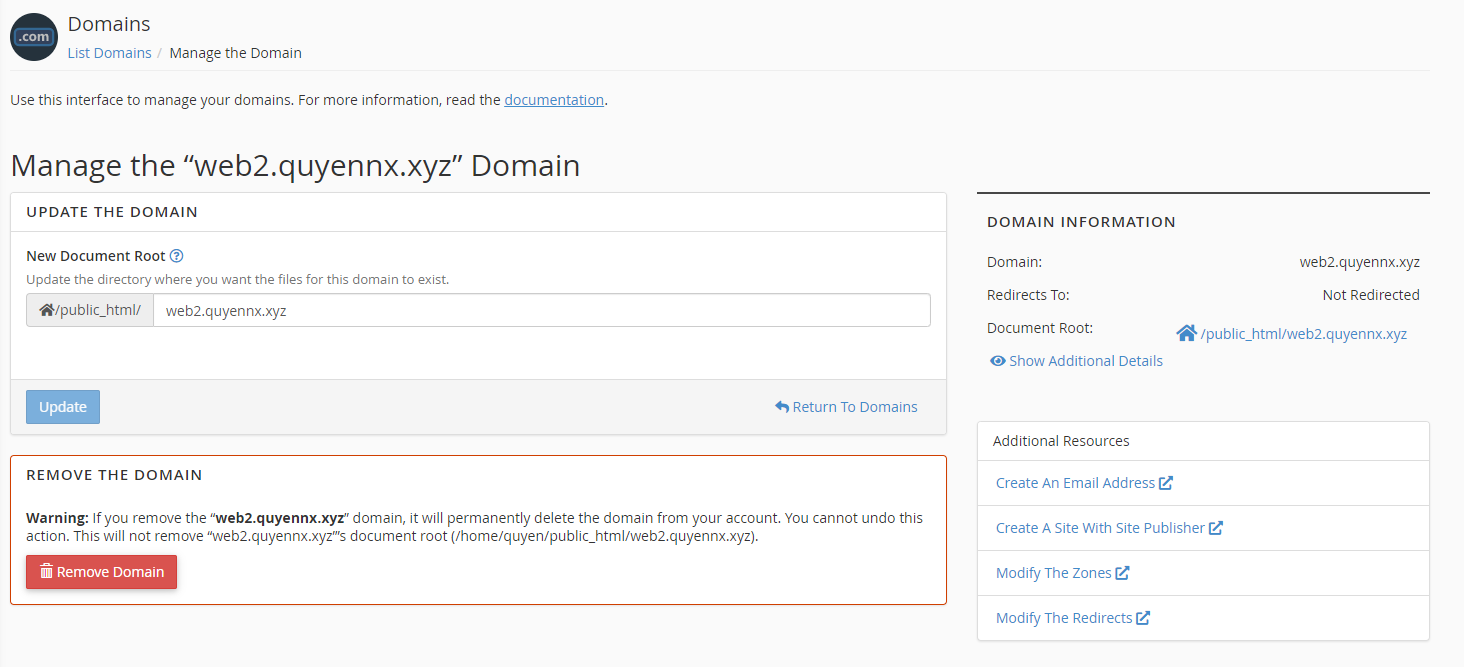 .com
Domains
List Domains / Manage the Domain
Use this interface to manage your domains. For more information, read the documentation.
Manage the “web2.quyennx.xyz” Domain
UPDATE THE DOMAIN
New Document Root
Update the directory where you want the files for this domain to exist.
/public_html/ web2.quyennx.xyz
Update
Return To Domains
REMOVE THE DOMAIN
Warning: If you remove the “web2.quyennx.xyz” domain, it will permanently delete the domain from your account. You cannot undo this
action. This will not remove “web2.quyennx.xyz”’s document root (/home/quyen/public_html/web2.quyennx.xyz).
Remove Domain
DOMAIN INFORMATION
Domain: web2.quyennx.xyz
Redirects To: Not Redirected
Document Root: /public_html/web2.quyennx.xyz
Show Additional Details
Additional Resources
Create An Email Address
Create A Site With Site Publisher
Modify The Zones
Modify The Redirects